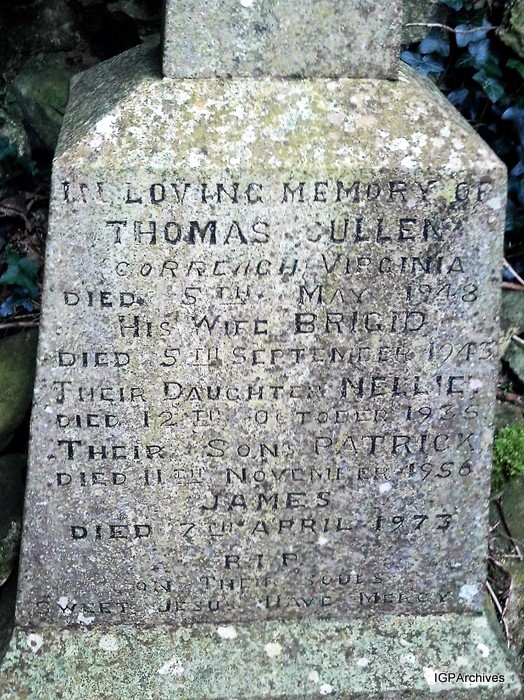 IN LOVING MEMORY OF
THOMAS CULLEN
CORREAGH VIRGINIA
DIED 5TH MAY 1948
HIS WIFE BRIGID
DIED 5TH SEPTEMBER 1943
THEIR DAUGHTER NELLIE
DIED 12TH OCTOBER 1935
THEIR SONS PATRICK
DIED 11TH NOVEMBER 1956
JAMES
DIED 7TH APRIL 1973
R.I.P.
ON THEIR SOULS
SWEET JESUS HAVE MERCY
IGPArchives